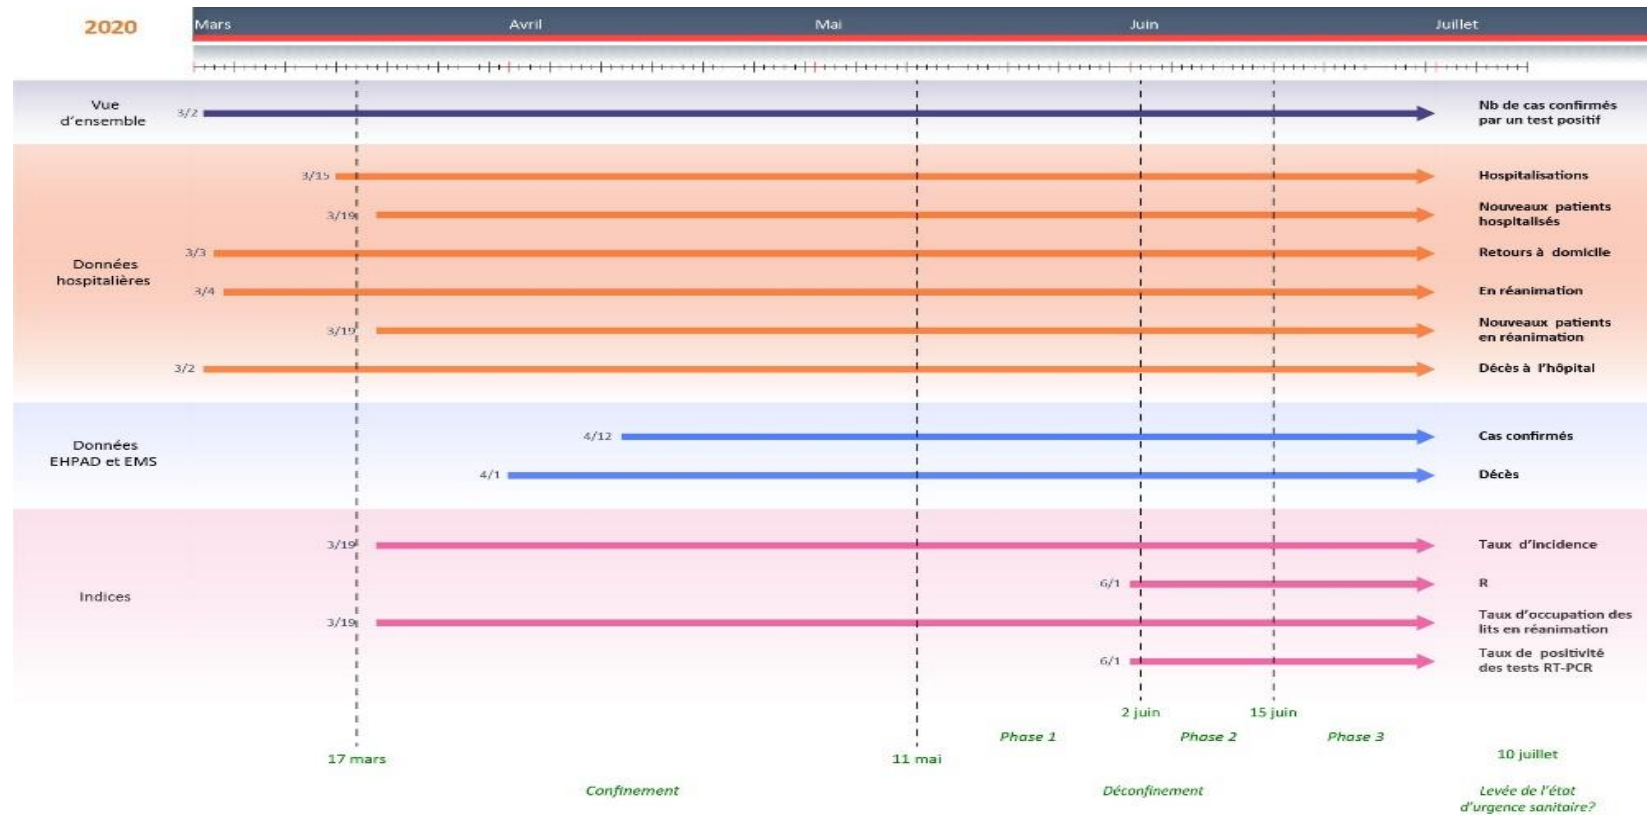 2020
Mars Avril Mai Juin Juillet
Vue
d'ensemble
3/2
Nb de cas confirmés
par un test positif
Données
hospitalières
3/15
Hospitalisations
3/19
Nouveaux patients
hospitalisés
3/3
Retours à domicile
3/4
En réanimation
3/19
Nouveaux patients
en réanimation
3/2
Décès à l'hôpital
Données
EHPAD et EMS
4/12
Cas confirmés
4/1
Décès
Indices
3/19
Taux d'incidence
6/1
R
3/19
Taux d'occupation des
lits en réanimation
6/1
Taux de positivité
des tests RT-PCR
2 juin 15 juin
Phase 1 Phase 2 Phase 3
17 mars 11 mai 10 juillet
Confinement Déconfinement Levée de l'état
d'urgence sanitaire?